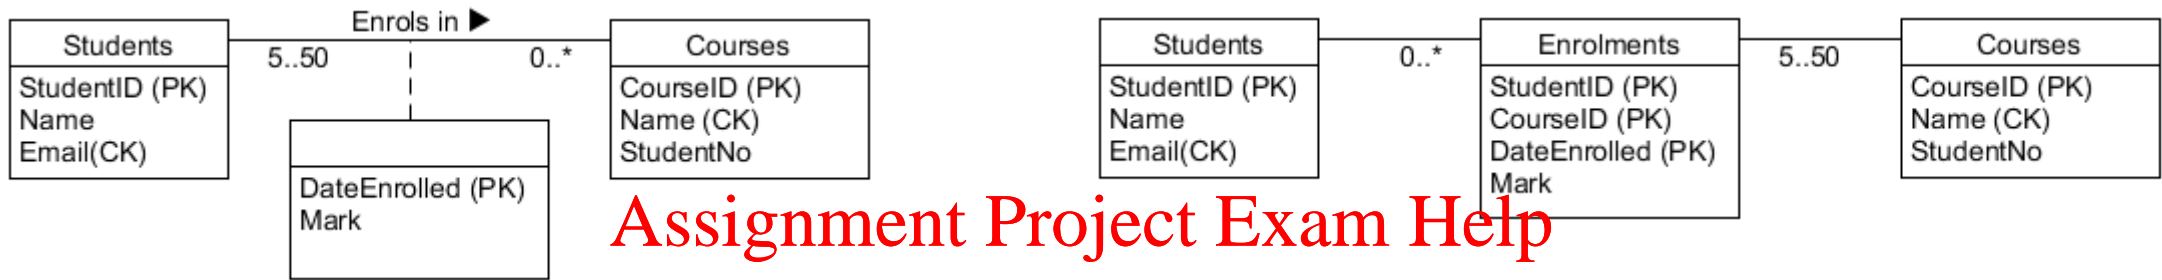 Enrols in ▶
Students
5..50
0..*
Courses
StudentID (PK)
Name
Email(CK)
CourseID (PK)
Name (CK)
StudentNo
DateEnrolled (PK)
Mark
Students
0..*
Enrolments
5..50
Courses
StudentID (PK)
Name
Email(CK)
StudentID (PK)
CourseID (PK)
DateEnrolled (PK)
Mark
CourseID (PK)
Name (CK)
StudentNo
Assignment Project Exam Help